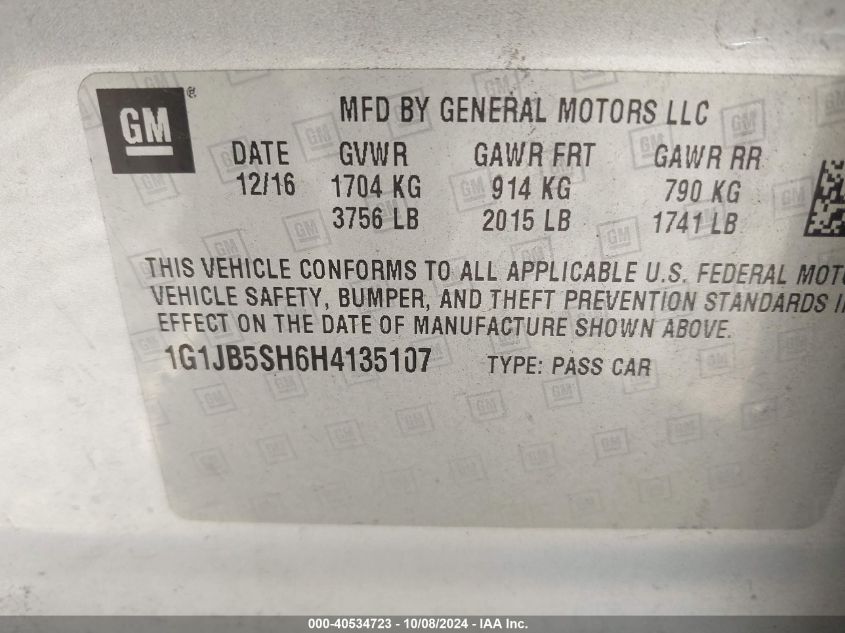 GM ®
MFD BY GENERAL MOTORS LLC
DATE GVWR GAWR FRT GAWR RR
12/16 1704 KG 914 KG 790 KG
3756 LB 2015 LB 1741 LB
THIS VEHICLE CONFORMS TO ALL APPLICABLE U.S. FEDERAL MOT
VEHICLE SAFETY, BUMPER, AND THEFT PREVENTION STANDARDS I
EFFECT ON THE DATE OF MANUFACTURE SHOWN ABOVE.
1G1JB5SH6H4135107 TYPE: PASS CAR
000-40534723 - 10/08/2024 - IAA Inc.